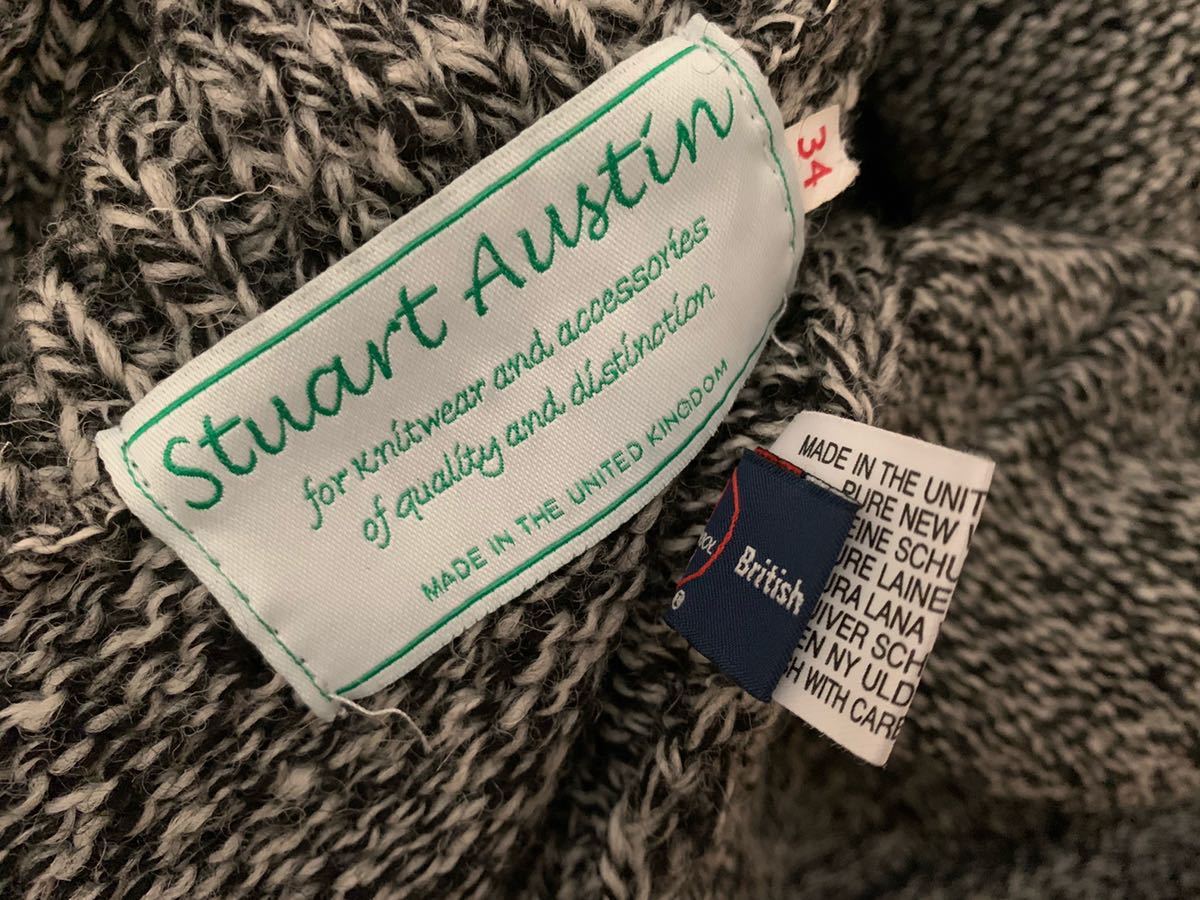 Stuart Austin
for knitwear and accessories
of quality and distinction
MADE IN THE UNITED KINGDOM
34
British
MADE IN THE UNIT
PURE NEW
EINE SCHU
URE LAINE
URA LANA
UIVER SCH
EN NY ULD
H WITH CARE